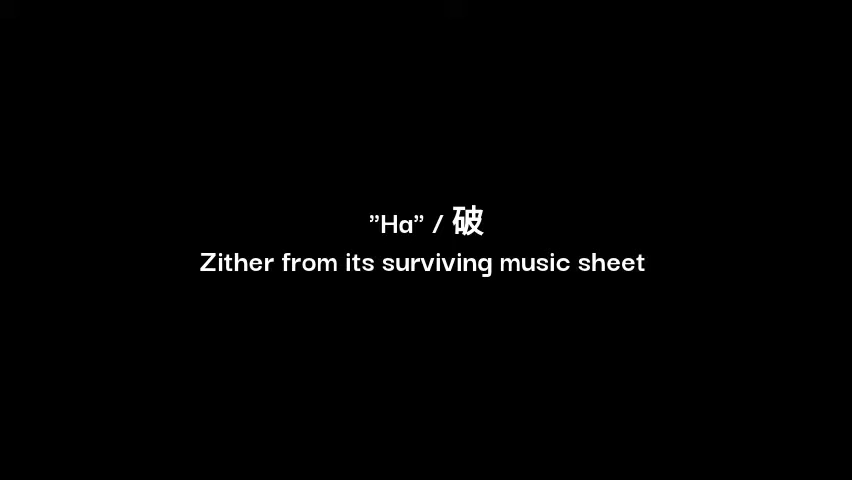 ”Ha” / 破
Zither from its surviving music sheet